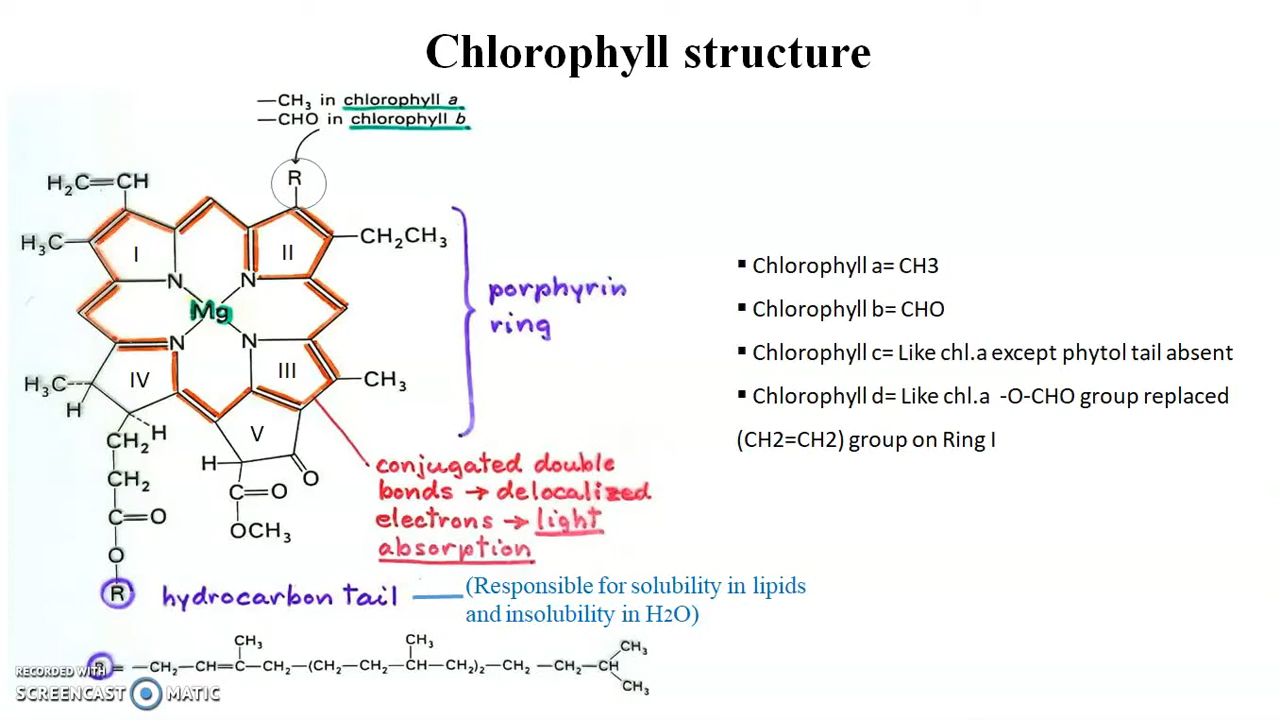 Chlorophyll structure
—CH₃ in chlorophyll a
—CHO in chlorophyll b
R
H₂C=CH
H₃C
I
II
CH₂CH₃
N
N
Mg
porphyrin
ring
N
N
H₃C
IV
III
CH₃
H
V
H
CH₂
H
O
CH₂
C=O
OCH₃
C=O
O
R
conjugated double
bonds → delocalized
electrons → light
absorption
hydrocarbon tail
(Responsible for solubility in lipids
and insolubility in H2O)
CH₃
CH₃
CH₃
R = —CH₂—CH=C—CH₂—(CH₂—CH₂—CH—CH₂)₂—CH₂—CH₂—CH
CH₃
▪ Chlorophyll a= CH3
▪ Chlorophyll b= CHO
▪ Chlorophyll c= Like chl.a except phytol tail absent
▪ Chlorophyll d= Like chl.a -O-CHO group replaced
(CH2=CH2) group on Ring I
RECORDED WITH
SCREENCAST MATIC